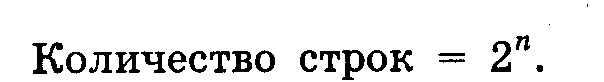 Количество строк = 2ⁿ.